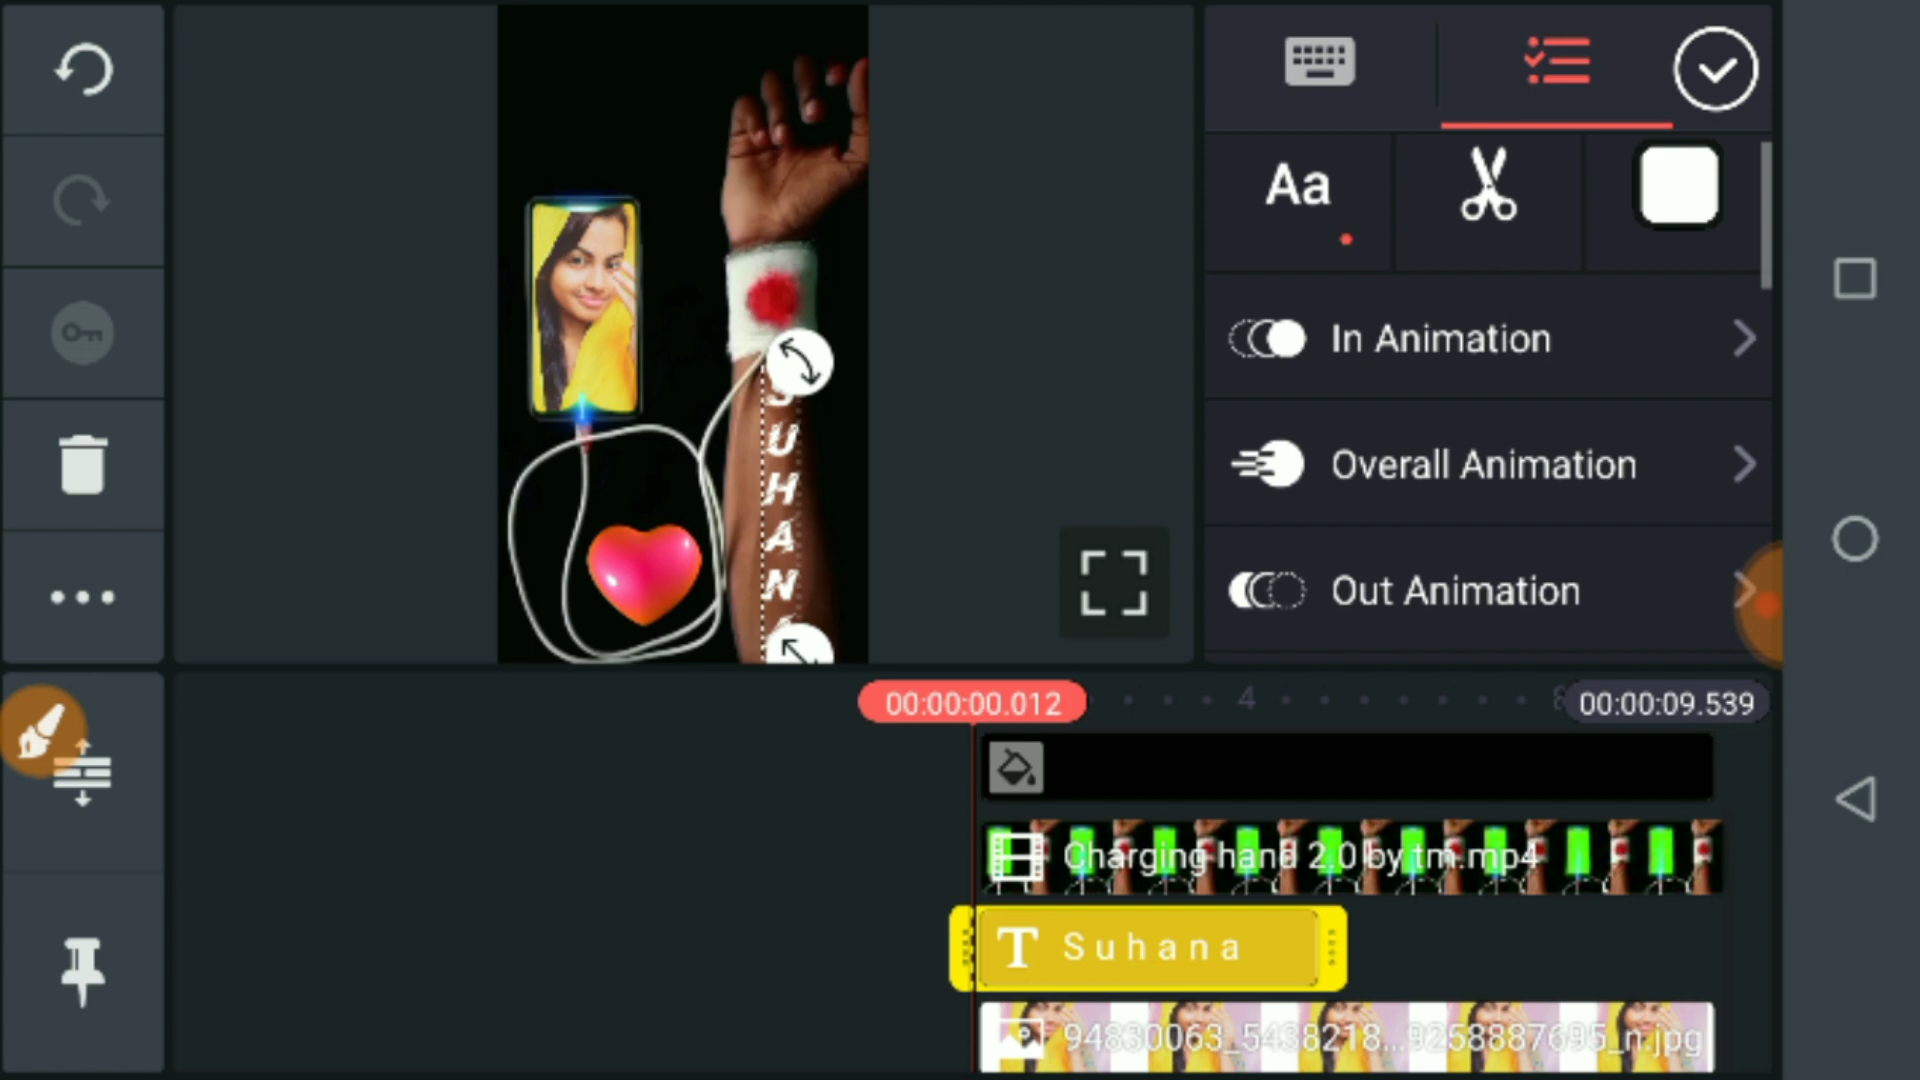 Aa
In Animation
S
U
H
A
N
A
Overall Animation
Out Animation
00:00:00.012
4
8
00:00:09.539
Charging hand 2.0 by tm.mp4
T Suhana
94830063_5438218...9258887695_n.jpg